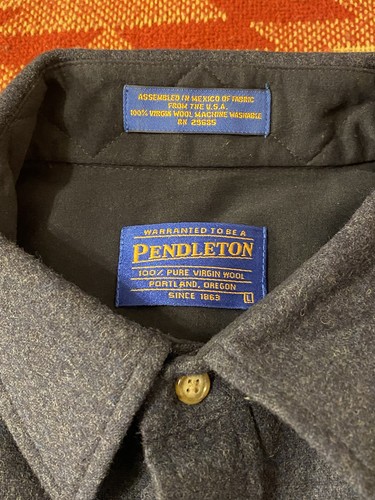 ASSEMBLED IN MEXICO OF FABRIC
FROM THE U.S.A.
100% VIRGIN WOOL MACHINE WASHABLE
RN 29685
WARRANTED TO BE A
PENDLETON
100% PURE VIRGIN WOOL
PORTLAND, OREGON
SINCE 1863 L